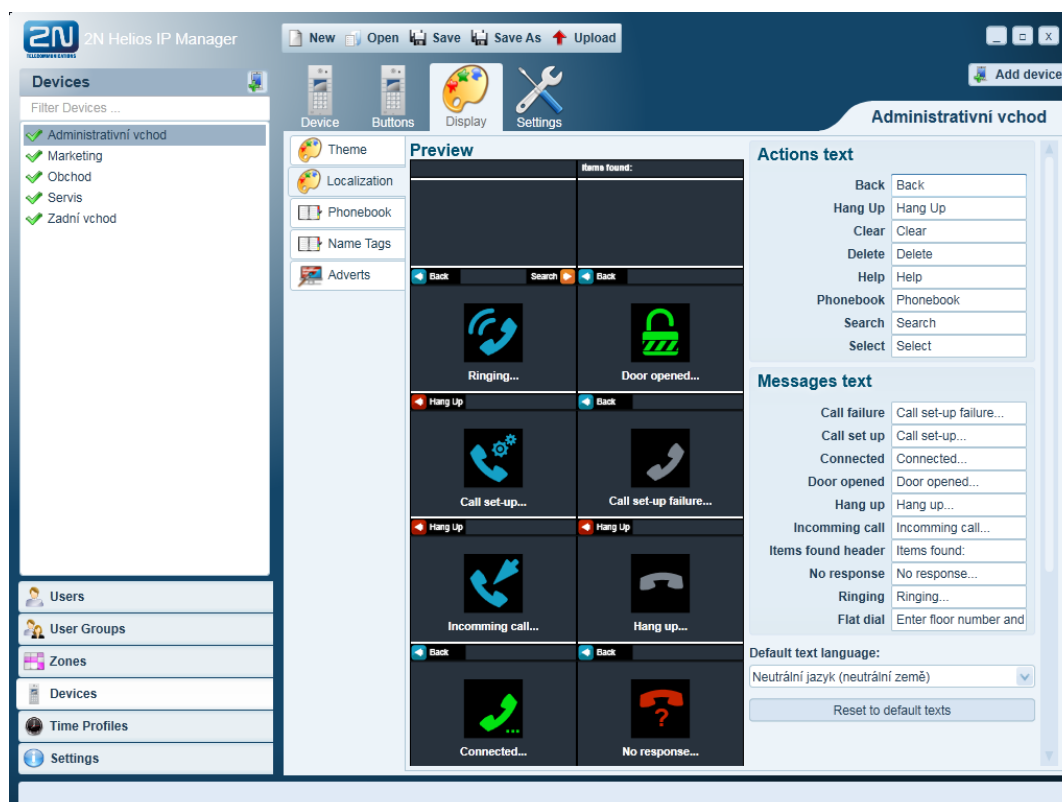 2N
TELECOMMUNICATIONS
2N Helios IP Manager
New Open Save Save As Upload
_ X
Devices
Filter Devices ...
Administrativní vchod
Marketing
Obchod
Servis
Zadní vchod
Users
User Groups
Zones
Devices
Time Profiles
Settings
Device Buttons Display Settings
Add device
Administrativní vchod
Theme
Localization
Phonebook
Name Tags
Adverts
Preview
Items found:
Back Search Back
Ringing... Door opened...
Hang Up Back
Call set-up... Call set-up failure...
Hang Up Hang Up
Incomming call... Hang up...
Back Back
?
Connected... No response...
Actions text
Back Back
Hang Up Hang Up
Clear Clear
Delete Delete
Help Help
Phonebook Phonebook
Search Search
Select Select
Messages text
Call failure Call set-up failure...
Call set up Call set-up...
Connected Connected...
Door opened Door opened...
Hang up Hang up...
Incomming call Incomming call...
Items found header Items found:
No response No response...
Ringing Ringing...
Flat dial Enter floor number and
Default text language:
Neutrální jazyk (neutrální země)
Reset to default texts